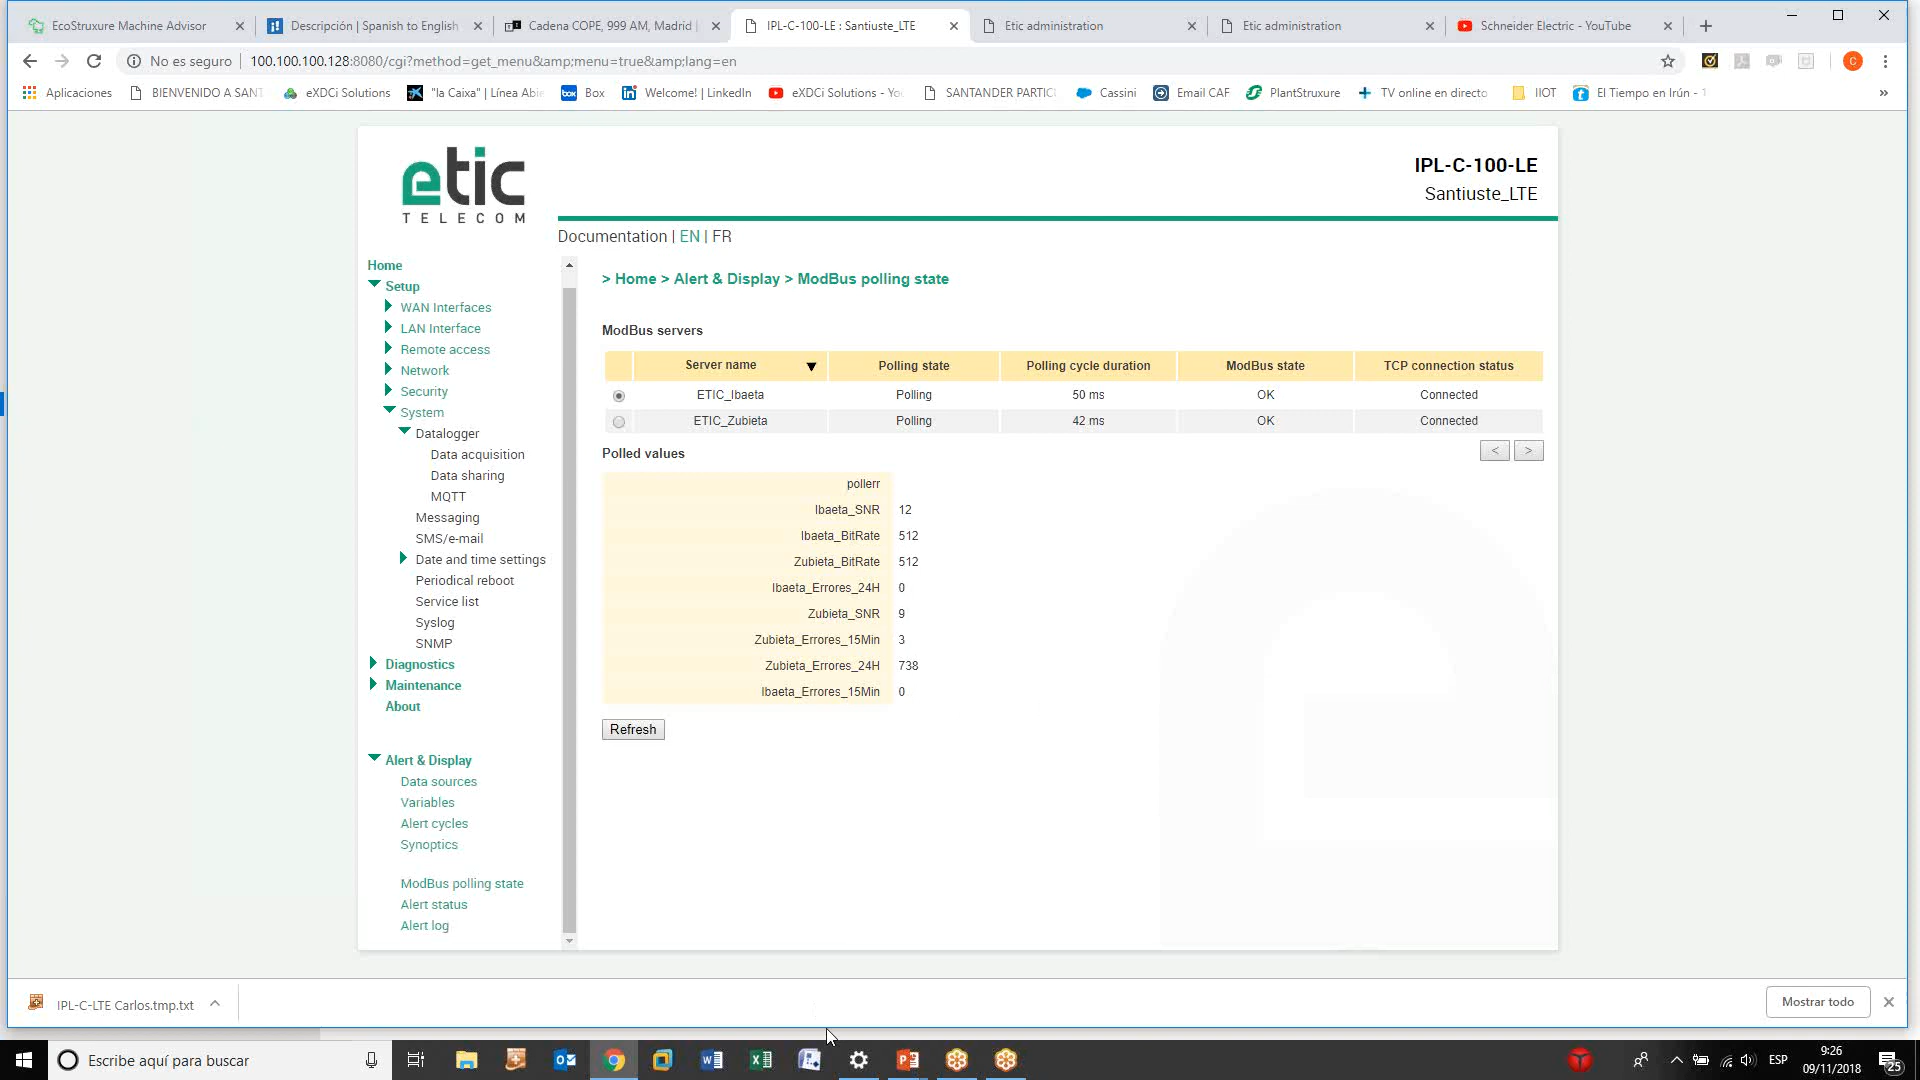 EcoStruxure Machine Advisor
Descripción | Spanish to English
Cadena COPE, 999 AM, Madrid |
IPL-C-100-LE : Santiuste_LTE
Etic administration
Etic administration
Schneider Electric - YouTube
No es seguro
100.100.100.128:8080/cgi?method=get_menu&amp;menu=true&amp;lang=en
C
Aplicaciones
BIENVENIDO A SANT
eXDCi Solutions
"la Caixa" | Línea Abie
Box
Welcome! | LinkedIn
eXDCi Solutions - Yo
SANTANDER PARTIC
Cassini
Email CAF
PlantStruxure
TV online en directo
IIOT
El Tiempo en Irún - 1
»
etic
TELECOM
IPL-C-100-LE
Santiuste_LTE
Documentation | EN | FR
Home
Setup
WAN Interfaces
LAN Interface
Remote access
Network
Security
System
Datalogger
Data acquisition
Data sharing
MQTT
Messaging
SMS/e-mail
Date and time settings
Periodical reboot
Service list
Syslog
SNMP
Diagnostics
Maintenance
About
Alert & Display
Data sources
Variables
Alert cycles
Synoptics
ModBus polling state
Alert status
Alert log
> Home > Alert & Display > ModBus polling state
ModBus servers
Server name Polling state Polling cycle duration ModBus state TCP connection status
ETIC_Ibaeta Polling 50 ms OK Connected
ETIC_Zubieta Polling 42 ms OK Connected
< >
Polled values
pollerr
Ibaeta_SNR 12
Ibaeta_BitRate 512
Zubieta_BitRate 512
Ibaeta_Errores_24H 0
Zubieta_SNR 9
Zubieta_Errores_15Min 3
Zubieta_Errores_24H 738
Ibaeta_Errores_15Min 0
Refresh
IPL-C-LTE Carlos.tmp.txt
Mostrar todo
Escribe aquí para buscar
ESP
9:26
09/11/2018
25